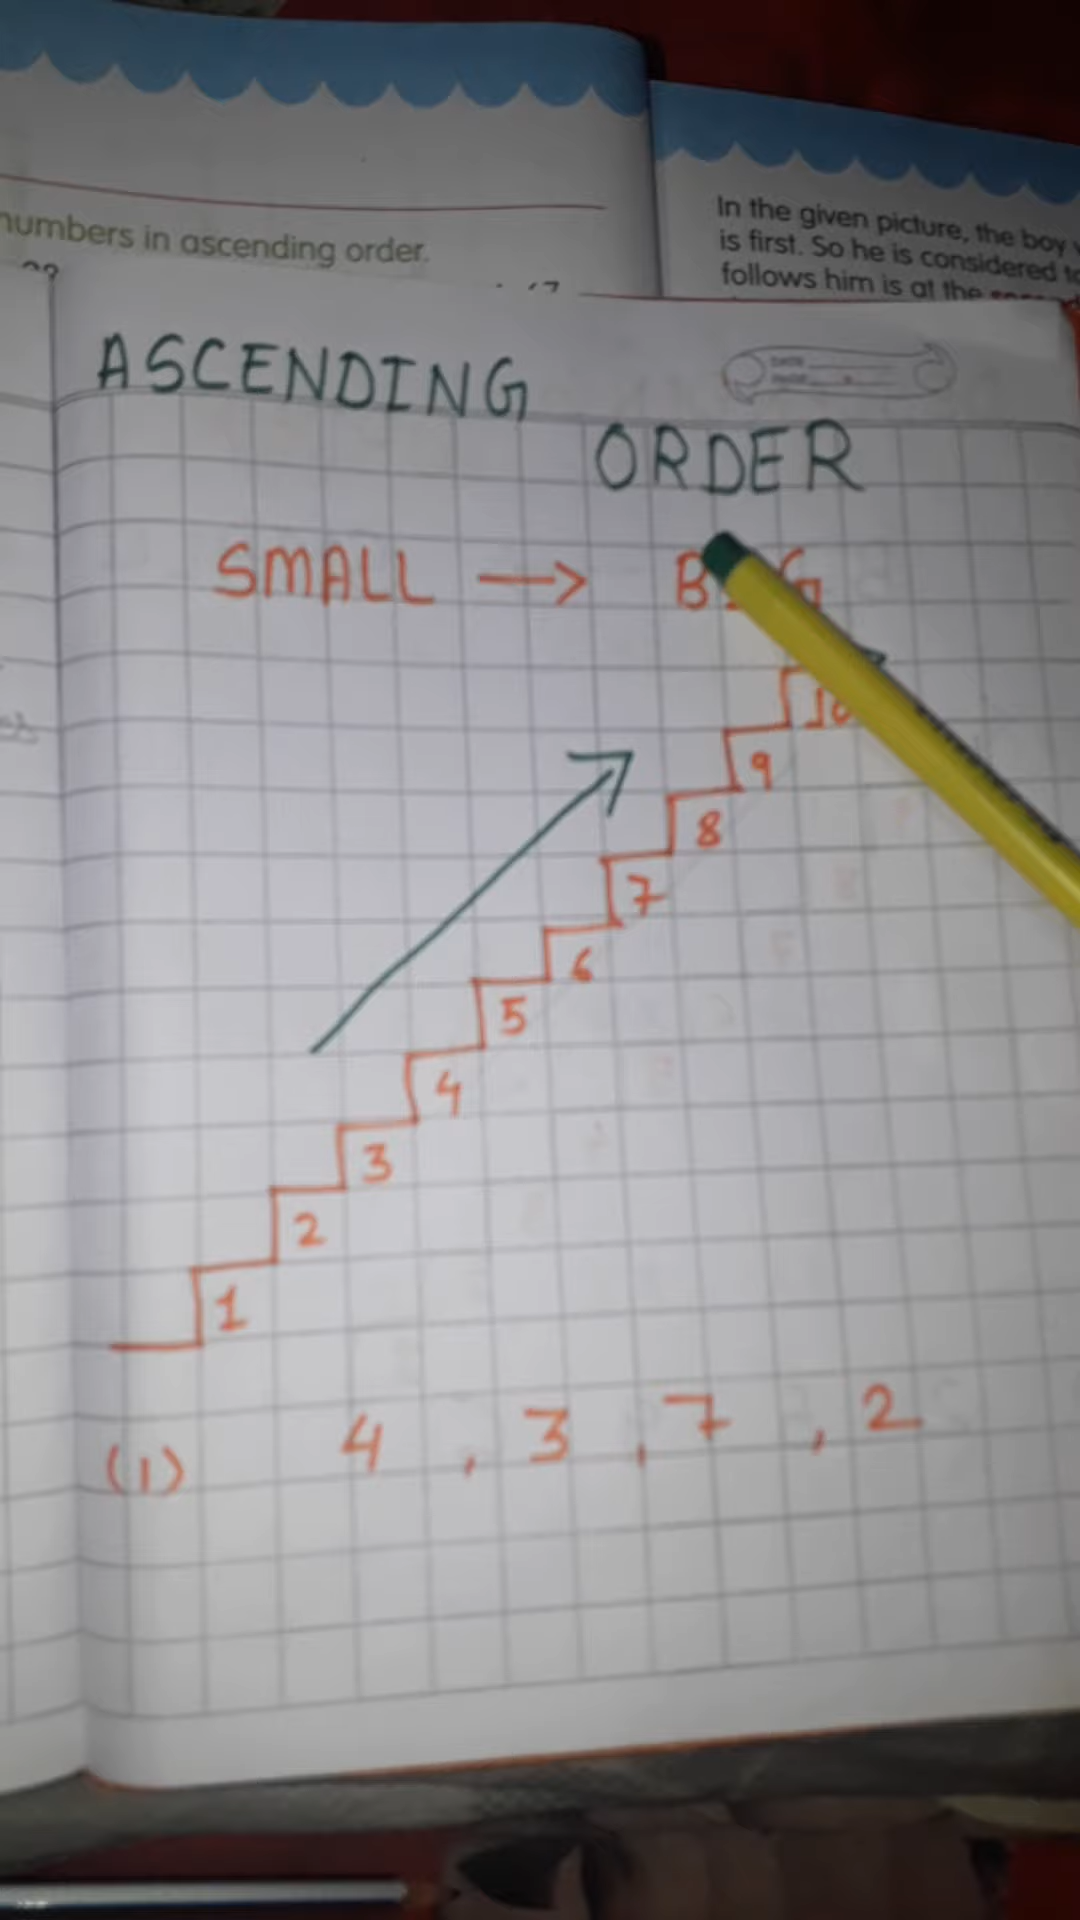 numbers in ascending order.
In the given picture, the boy
is first. So he is considered
follows him is at the
ASCENDING
ORDER
SMALL → BIG
10
9
8
7
6
5
4
3
2
1
(1) 4 , 3 , 7 , 2